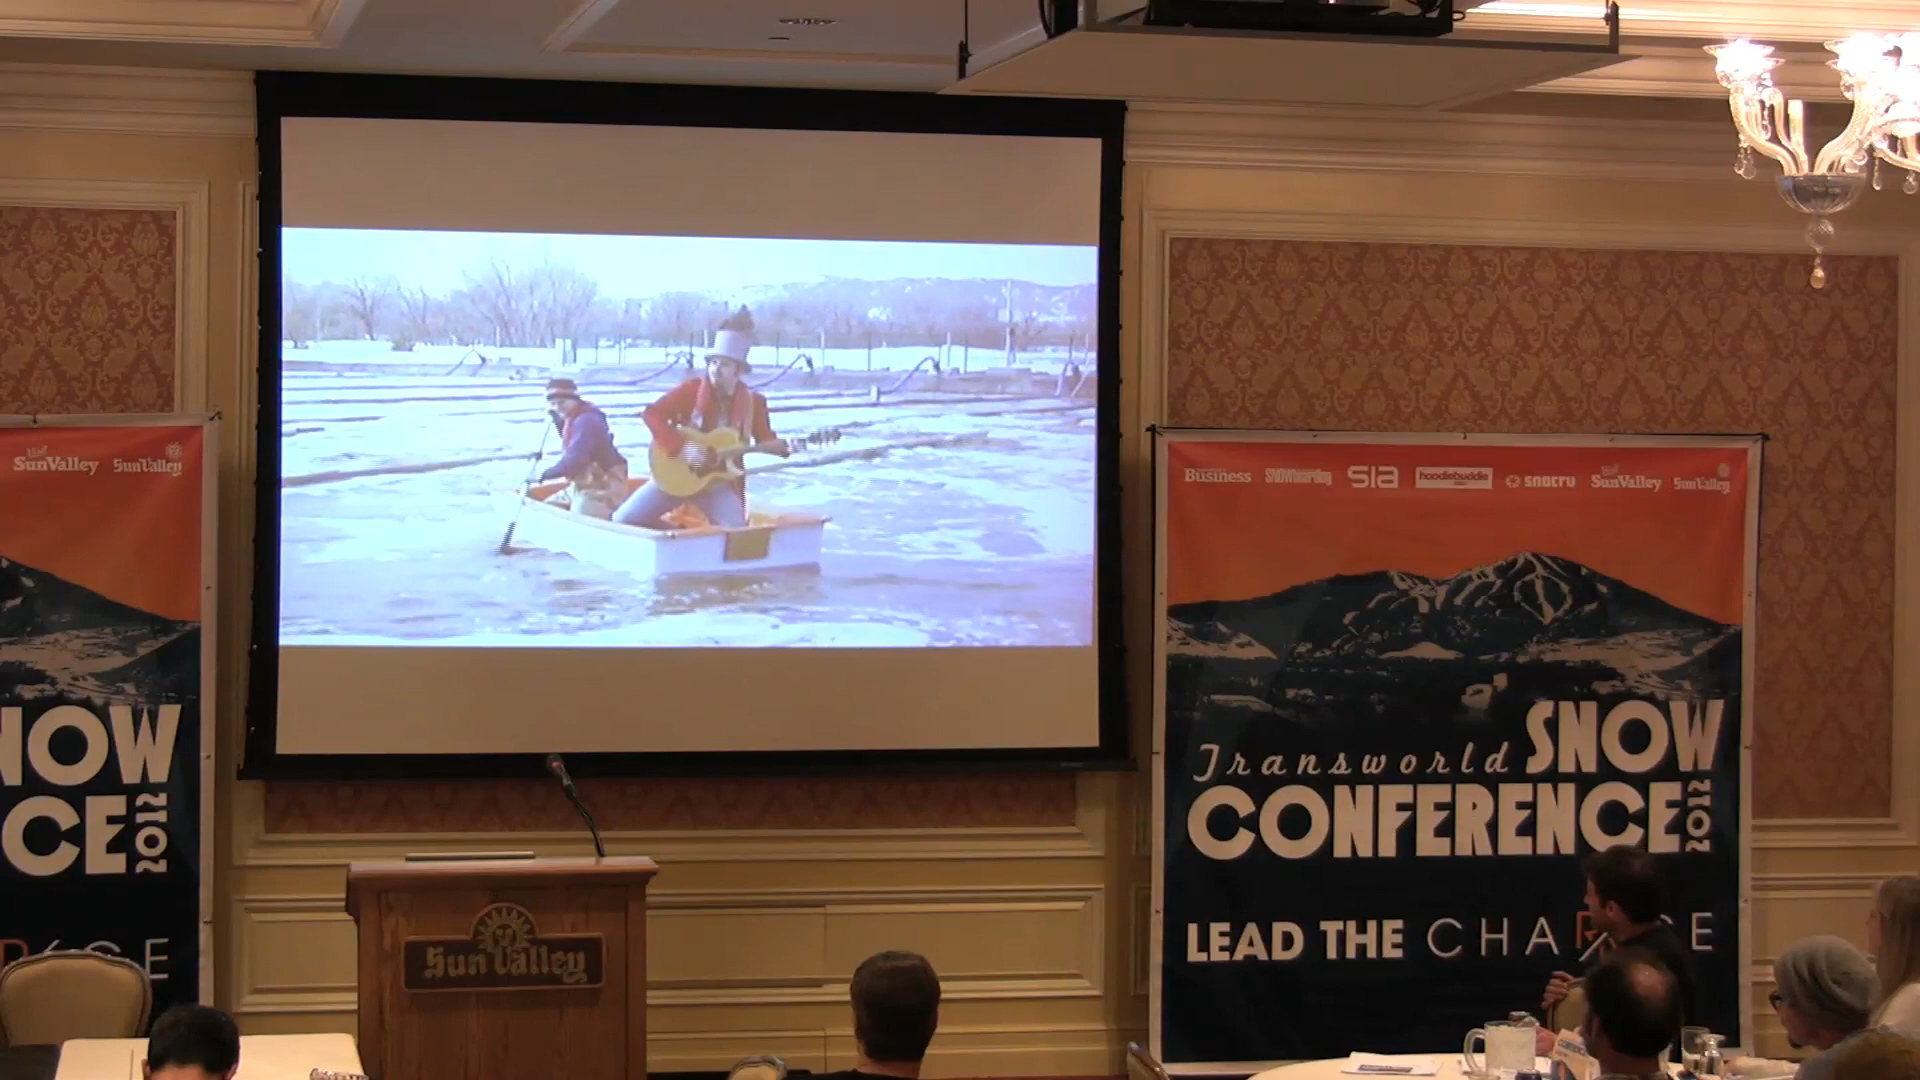 Sun Valley
Sun Valley
NOW
CE 2012
RGE
Sun Valley
Business
SNOWboarding
SIA
hoodiebuddie
snocru
Sun Valley
Sun Valley
Transworld SNOW
CONFERENCE 2012
LEAD THE CHA E